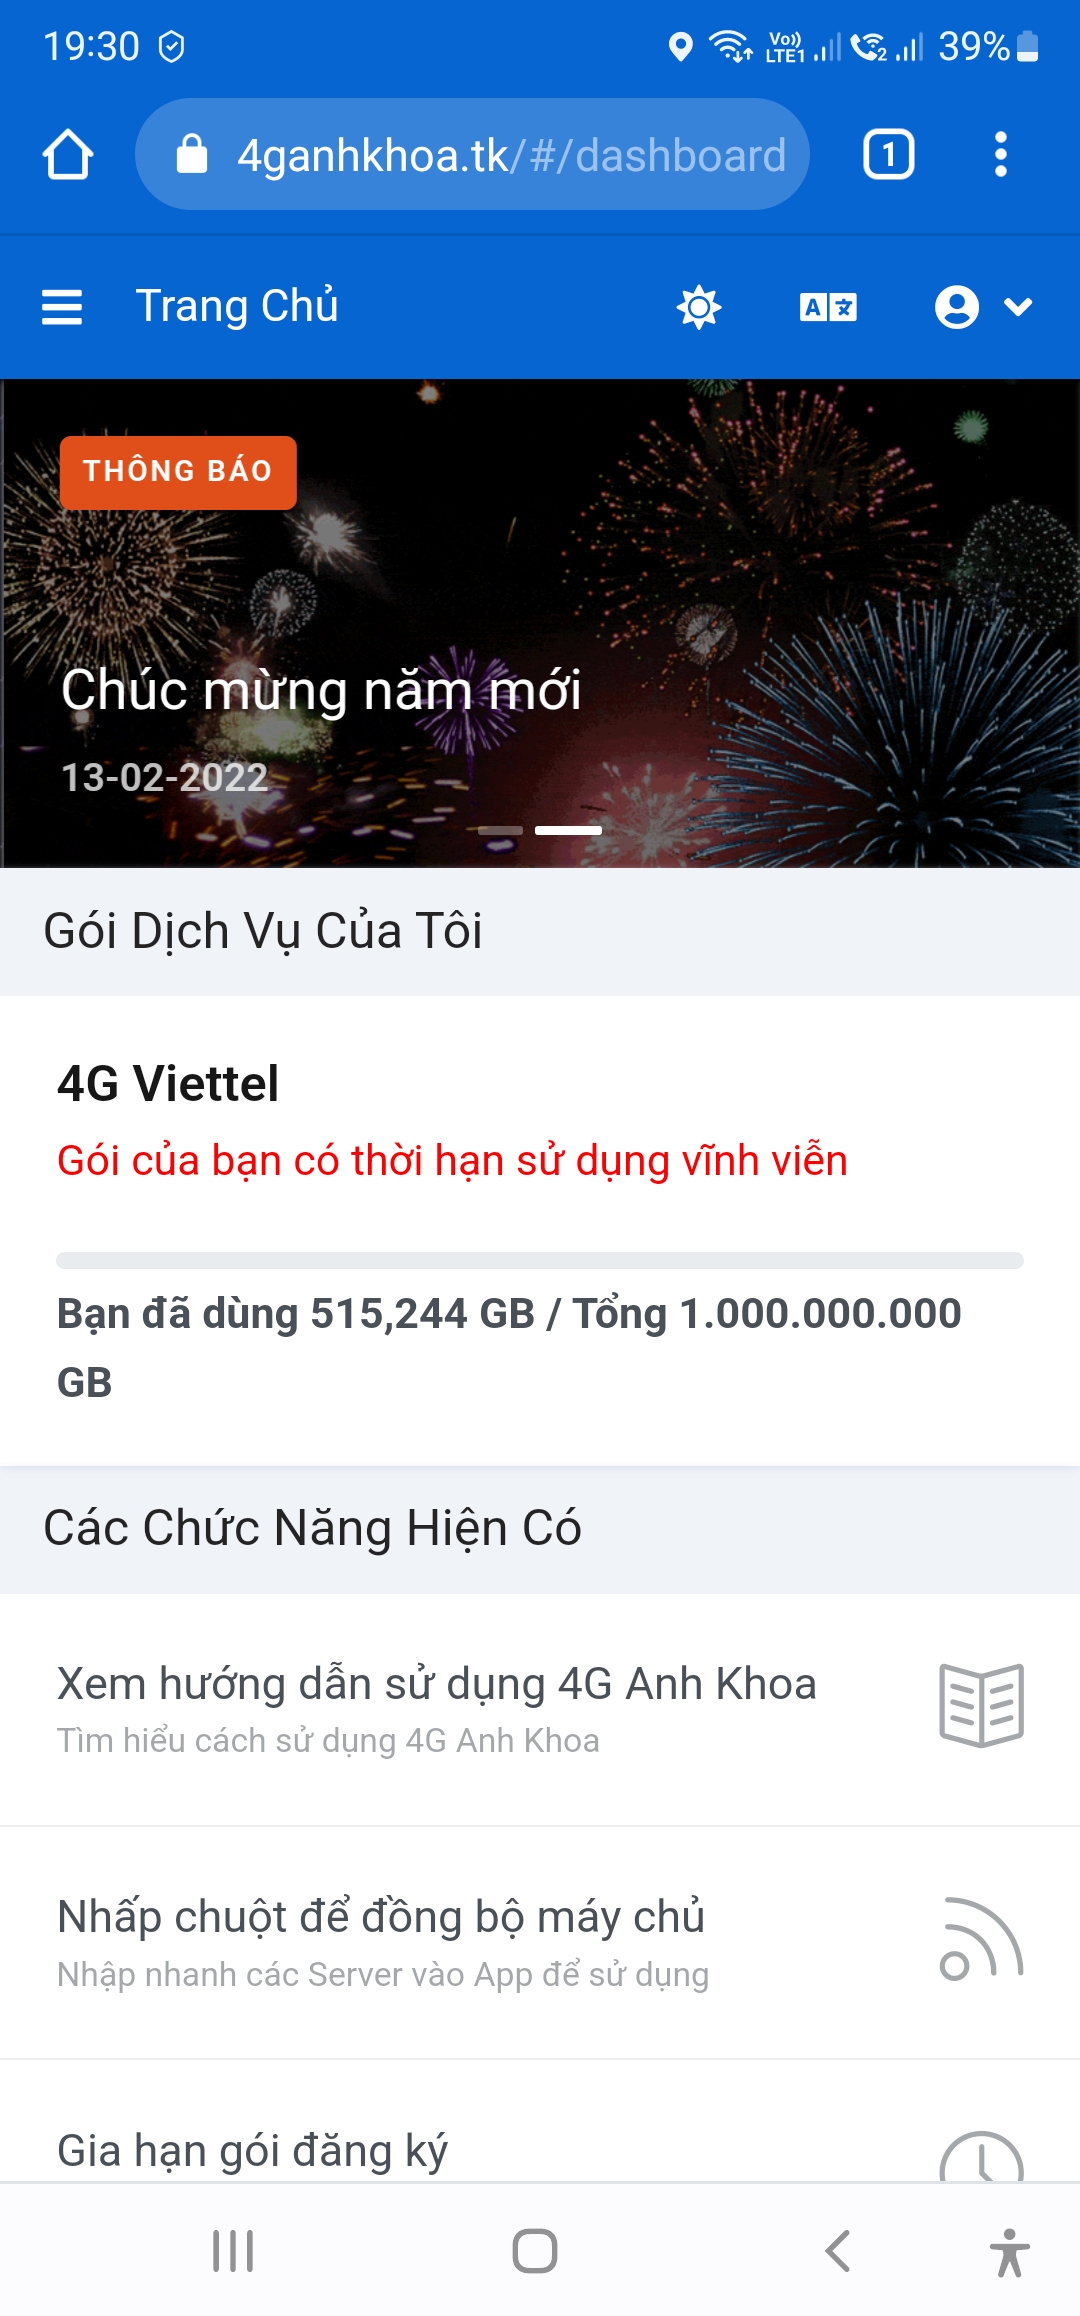 19:30
Vo)) LTE1
2
39%
4ganhkhoa.tk/#/dashboard
1
Trang Chủ
A
THÔNG BÁO
Chúc mừng năm mới
13-02-2022
Gói Dịch Vụ Của Tôi
4G Viettel
Gói của bạn có thời hạn sử dụng vĩnh viễn
Bạn đã dùng 515,244 GB / Tổng 1.000.000.000
GB
Các Chức Năng Hiện Có
Xem hướng dẫn sử dụng 4G Anh Khoa
Tìm hiểu cách sử dụng 4G Anh Khoa
Nhấp chuột để đồng bộ máy chủ
Nhập nhanh các Server vào App để sử dụng
Gia hạn gói đăng ký